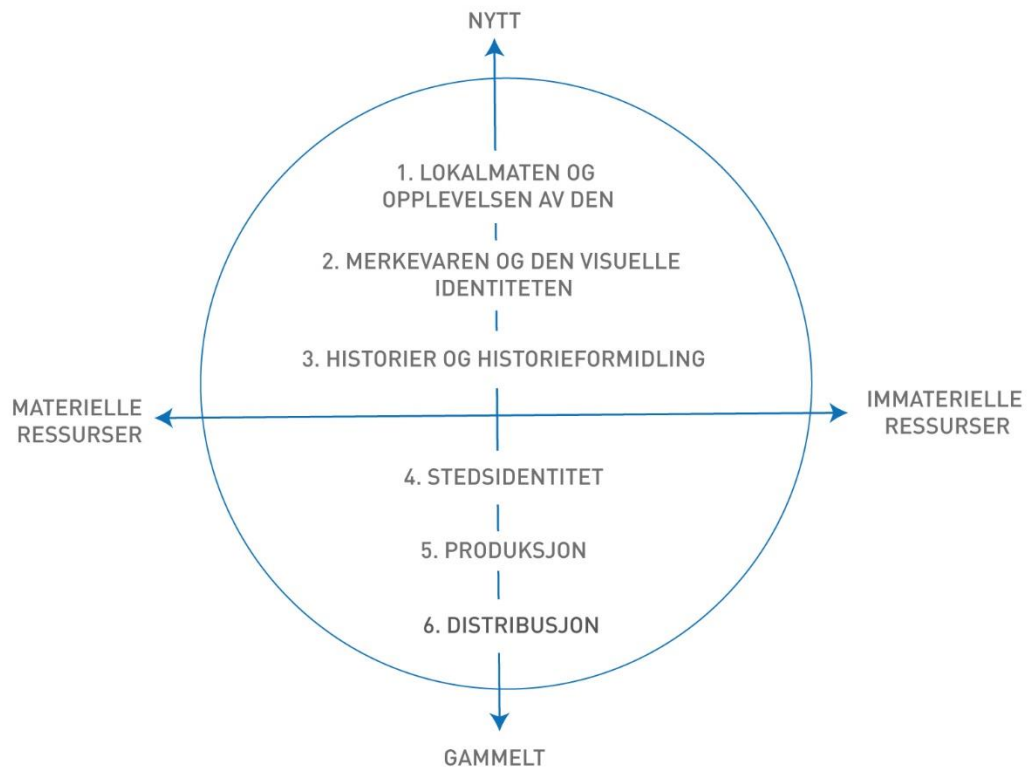 NYTT
1. LOKALMATEN OG
OPPLEVELSEN AV DEN
2. MERKEVAREN OG DEN VISUELLE
IDENTITETEN
3. HISTORIER OG HISTORIEFORMIDLING
MATERIELLE
RESSURSER
IMMATERIELLE
RESSURSER
4. STEDSIDENTITET
5. PRODUKSJON
6. DISTRIBUSJON
GAMMELT